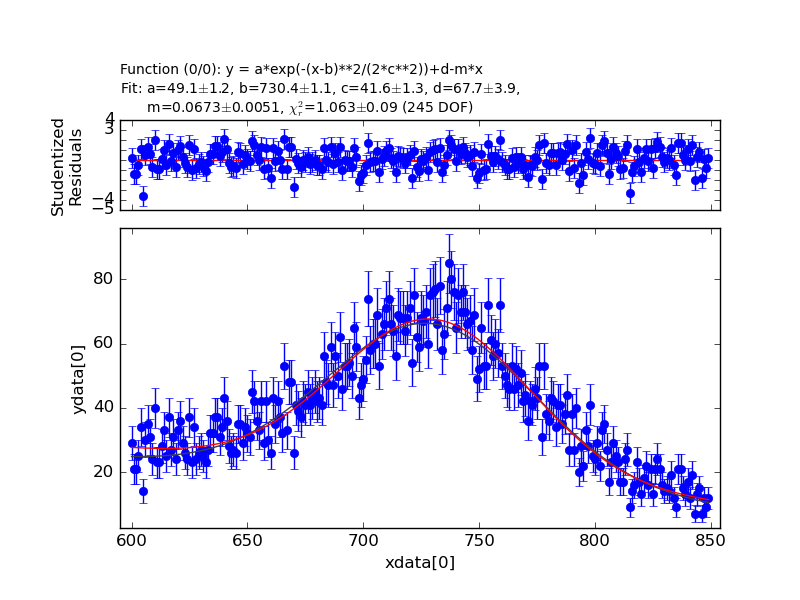 Function (0/0): y = a*exp(-(x-b)**2/(2*c**2))+d-m*x
Fit: a=49.1±1.2, b=730.4±1.1, c=41.6±1.3, d=67.7±3.9,
m=0.0673±0.0051, χ²ᵣ=1.063±0.09 (245 DOF)
Studentized
Residuals
4
3
−4
−5
ydata[0]
80
60
40
20
600 650 700 750 800 850
xdata[0]